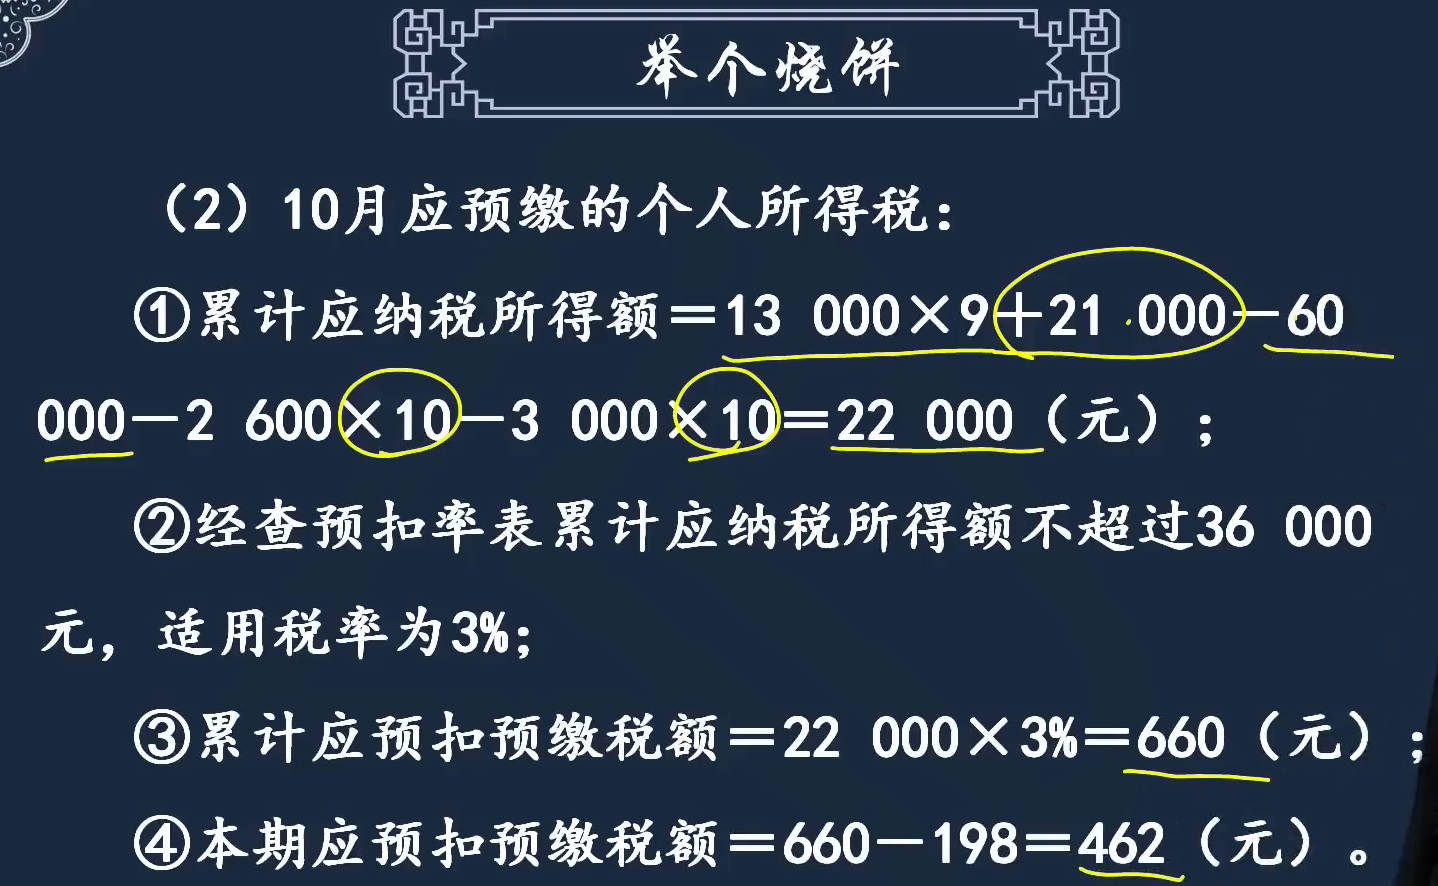 举个烧饼
（2）10月应预缴的个人所得税：
①累计应纳税所得额＝13 000×9＋21 000－60
000－2 600×10－3 000×10＝22 000（元）；
②经查预扣率表累计应纳税所得额不超过36 000
元，适用税率为3%；
③累计应预扣预缴税额＝22 000×3%＝660（元）；
④本期应预扣预缴税额＝660－198＝462（元）。